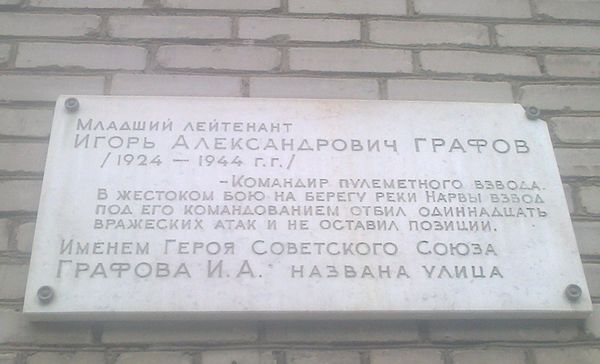 Младший лейтенант
Игорь Александрович Графов
/1924 — 1944 г.г./
-Командир пулеметного взвода.
В жестоком бою на берегу реки Нарвы взвод
под его командованием отбил одиннадцать
вражеских атак и не оставил позиции.
Именем Героя Советского Союза
Графова И.А. названа улица